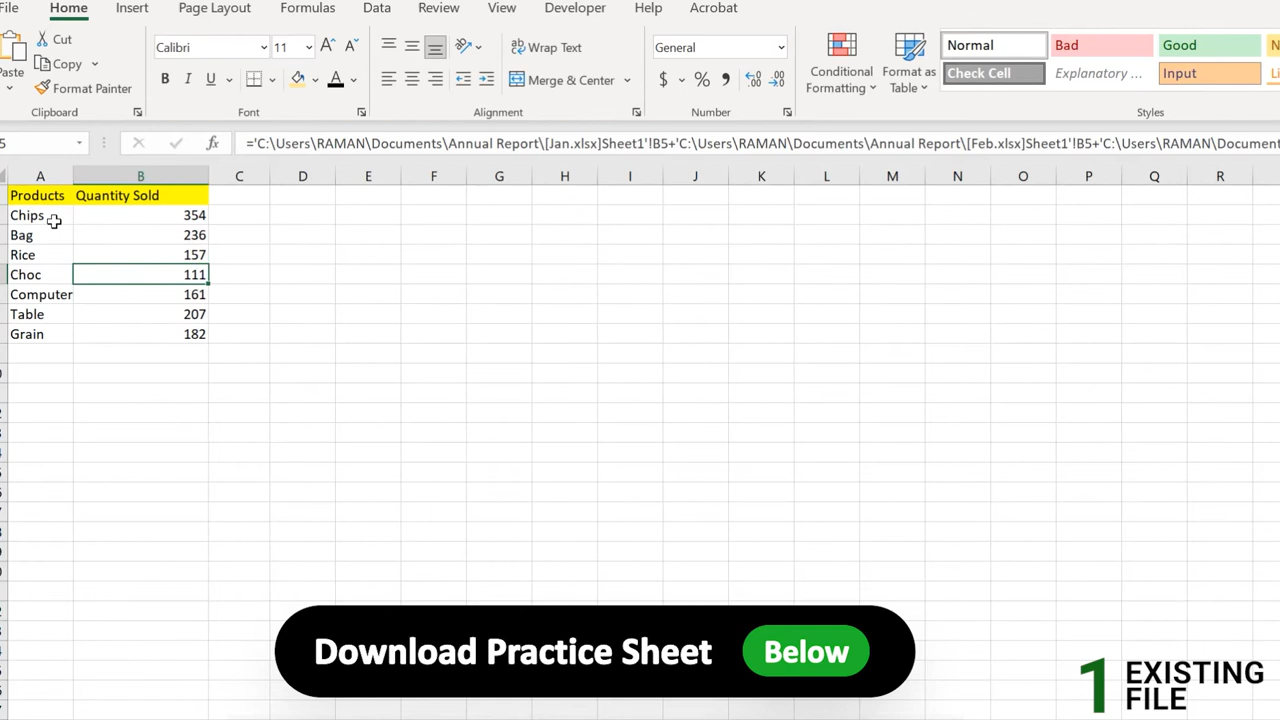 File Home Insert Page Layout Formulas Data Review View Developer Help Acrobat
Cut
Copy
Paste
Format Painter
Clipboard
Calibri 11
B I U
Font
Wrap Text
Merge & Center
Alignment
General
$ %
Number
Conditional Formatting
Format as Table
Normal Bad Good
Check Cell Explanatory ... Input
Styles
5 fx ='C:\Users\RAMAN\Documents\Annual Report\[Jan.xlsx]Sheet1'!B5+'C:\Users\RAMAN\Documents\Annual Report\[Feb.xlsx]Sheet1'!B5+'C:\Users\RAMAN\Document
A B C D E F G H I J K L M N O P Q R
Products Quantity Sold
Chips 354
Bag 236
Rice 157
Choc 111
Computer 161
Table 207
Grain 182
Download Practice Sheet Below
1 EXISTING
FILE